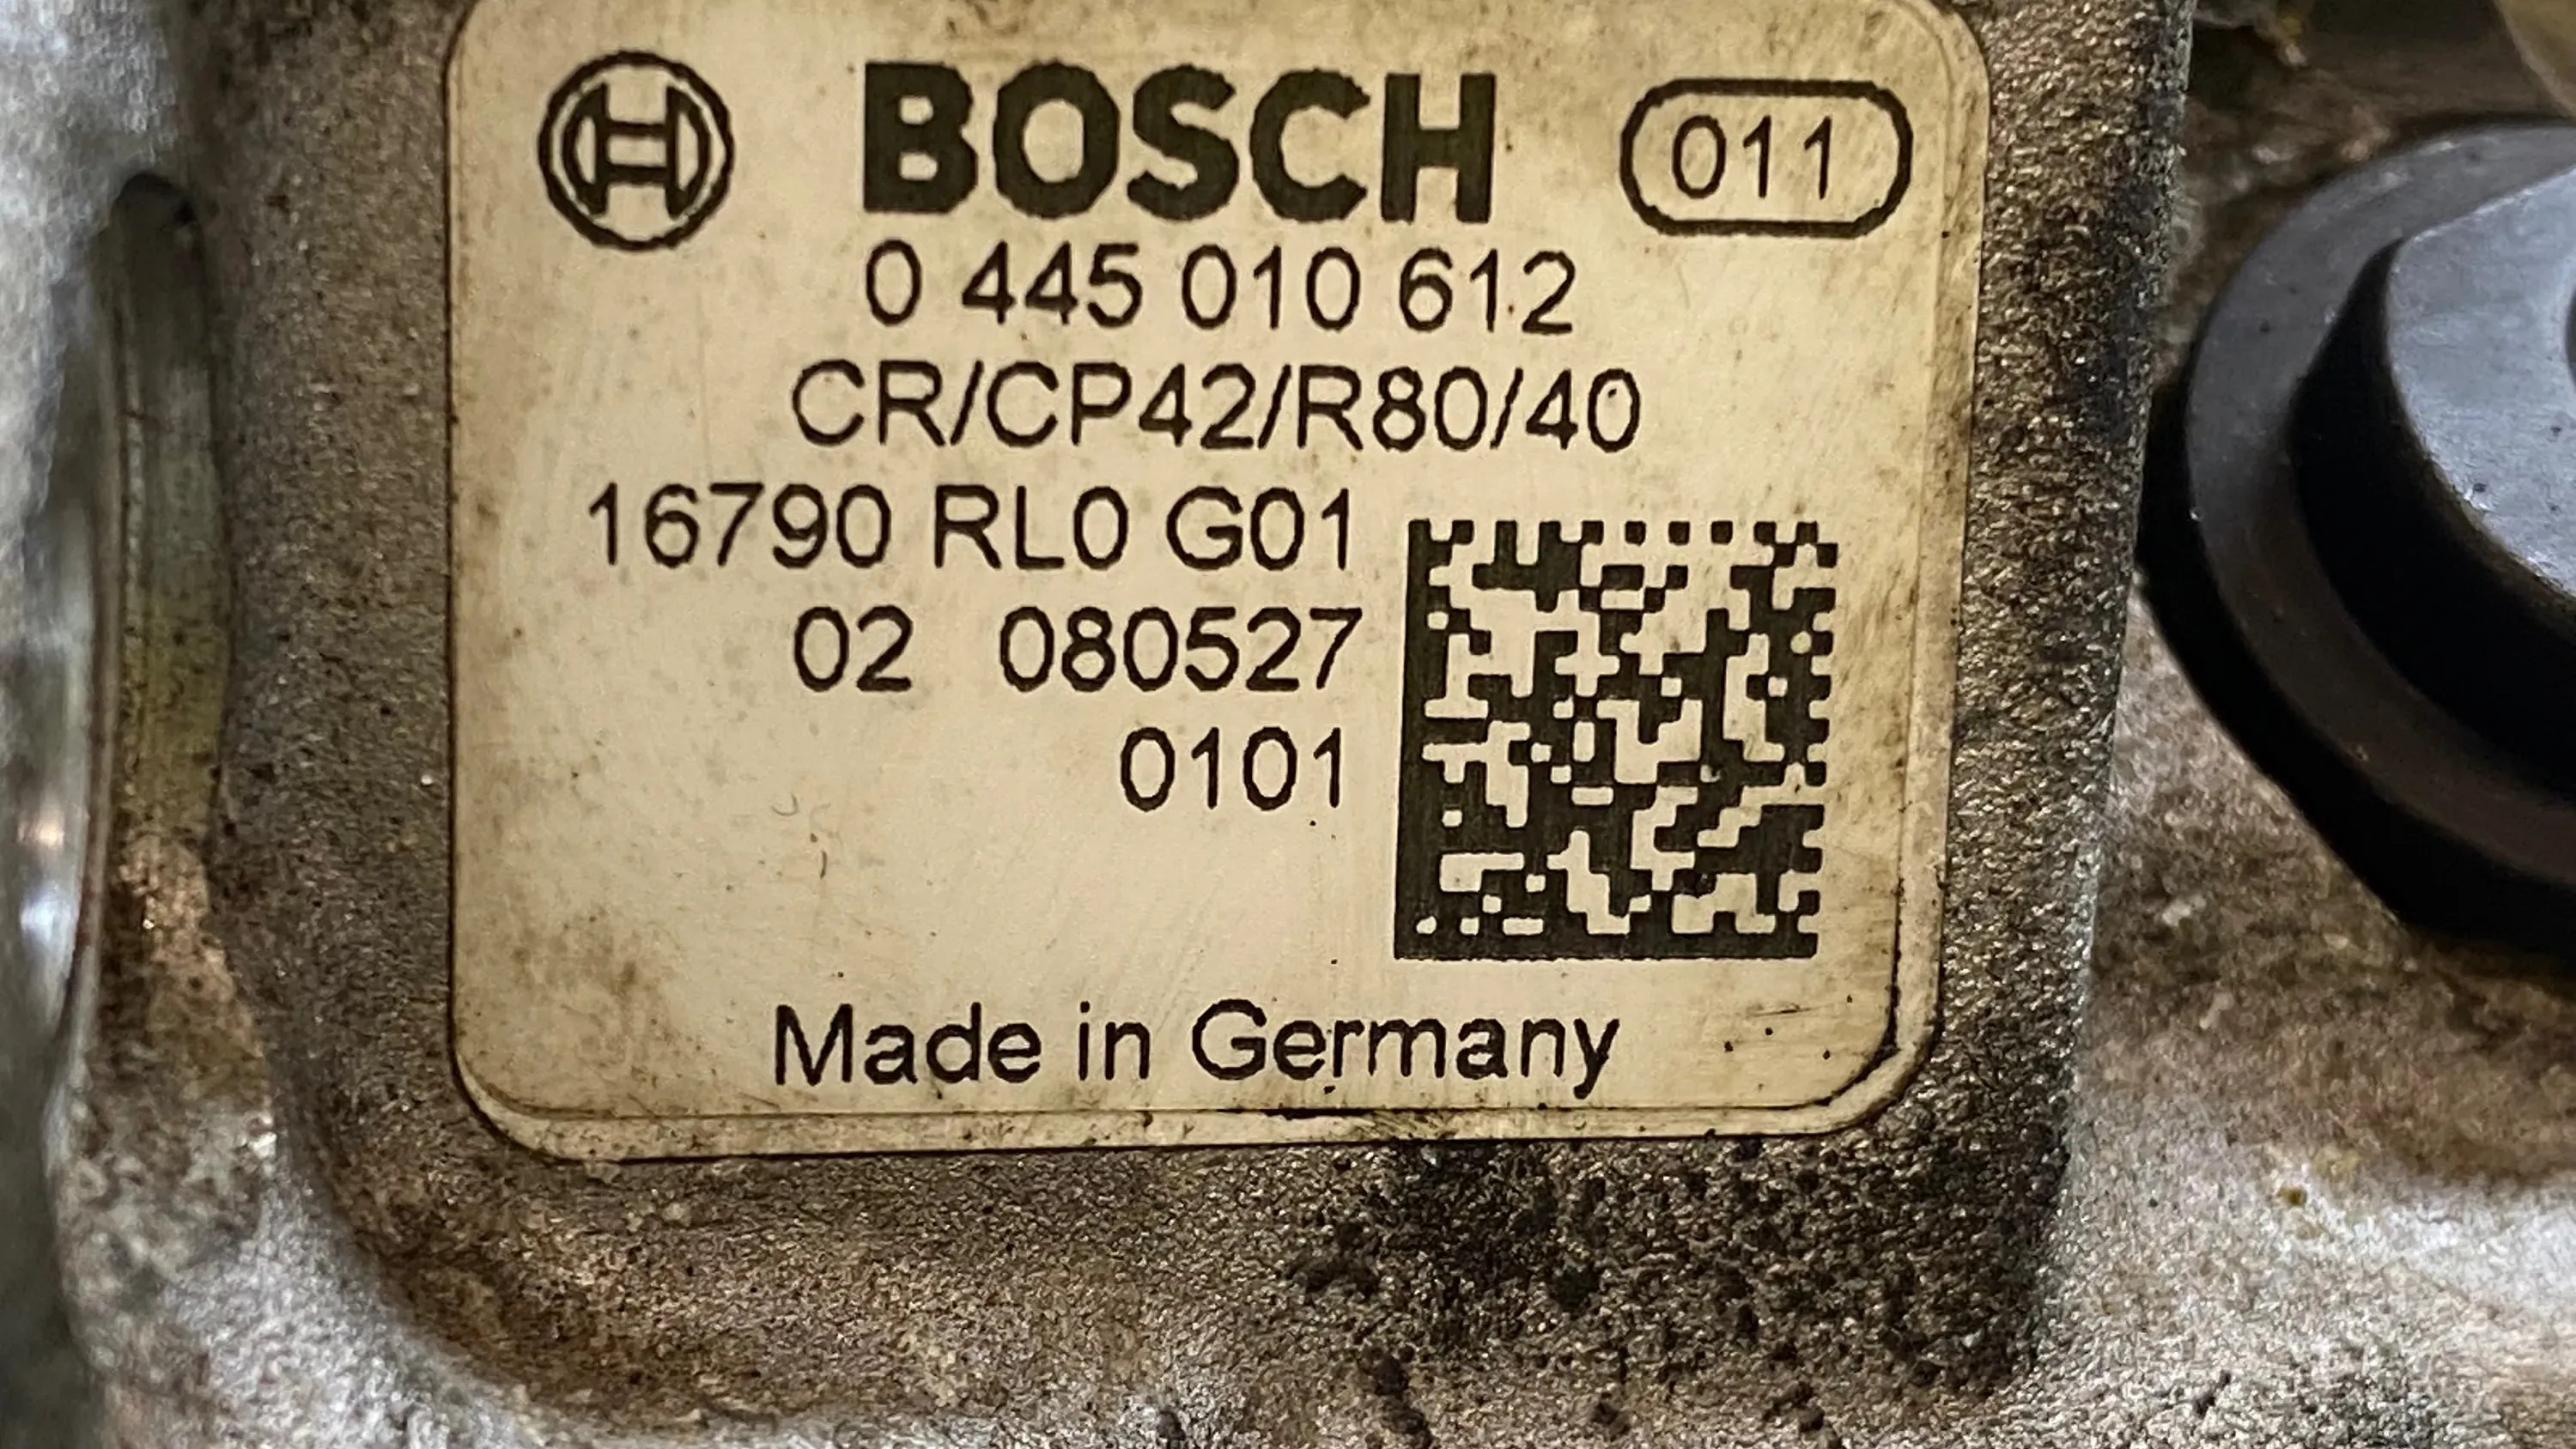 BOSCH 011
0 445 010 612
CR/CP42/R80/40
16790 RL0 G01
02 080527
0101
Made in Germany